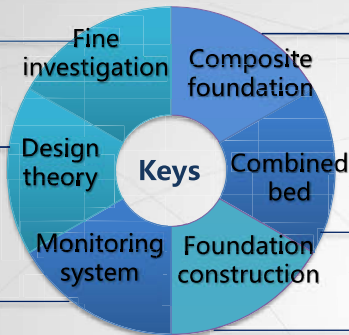 Fine
investigation
Composite
foundation
Design
theory
Keys
Combined
bed
Monitoring
system
Foundation
construction